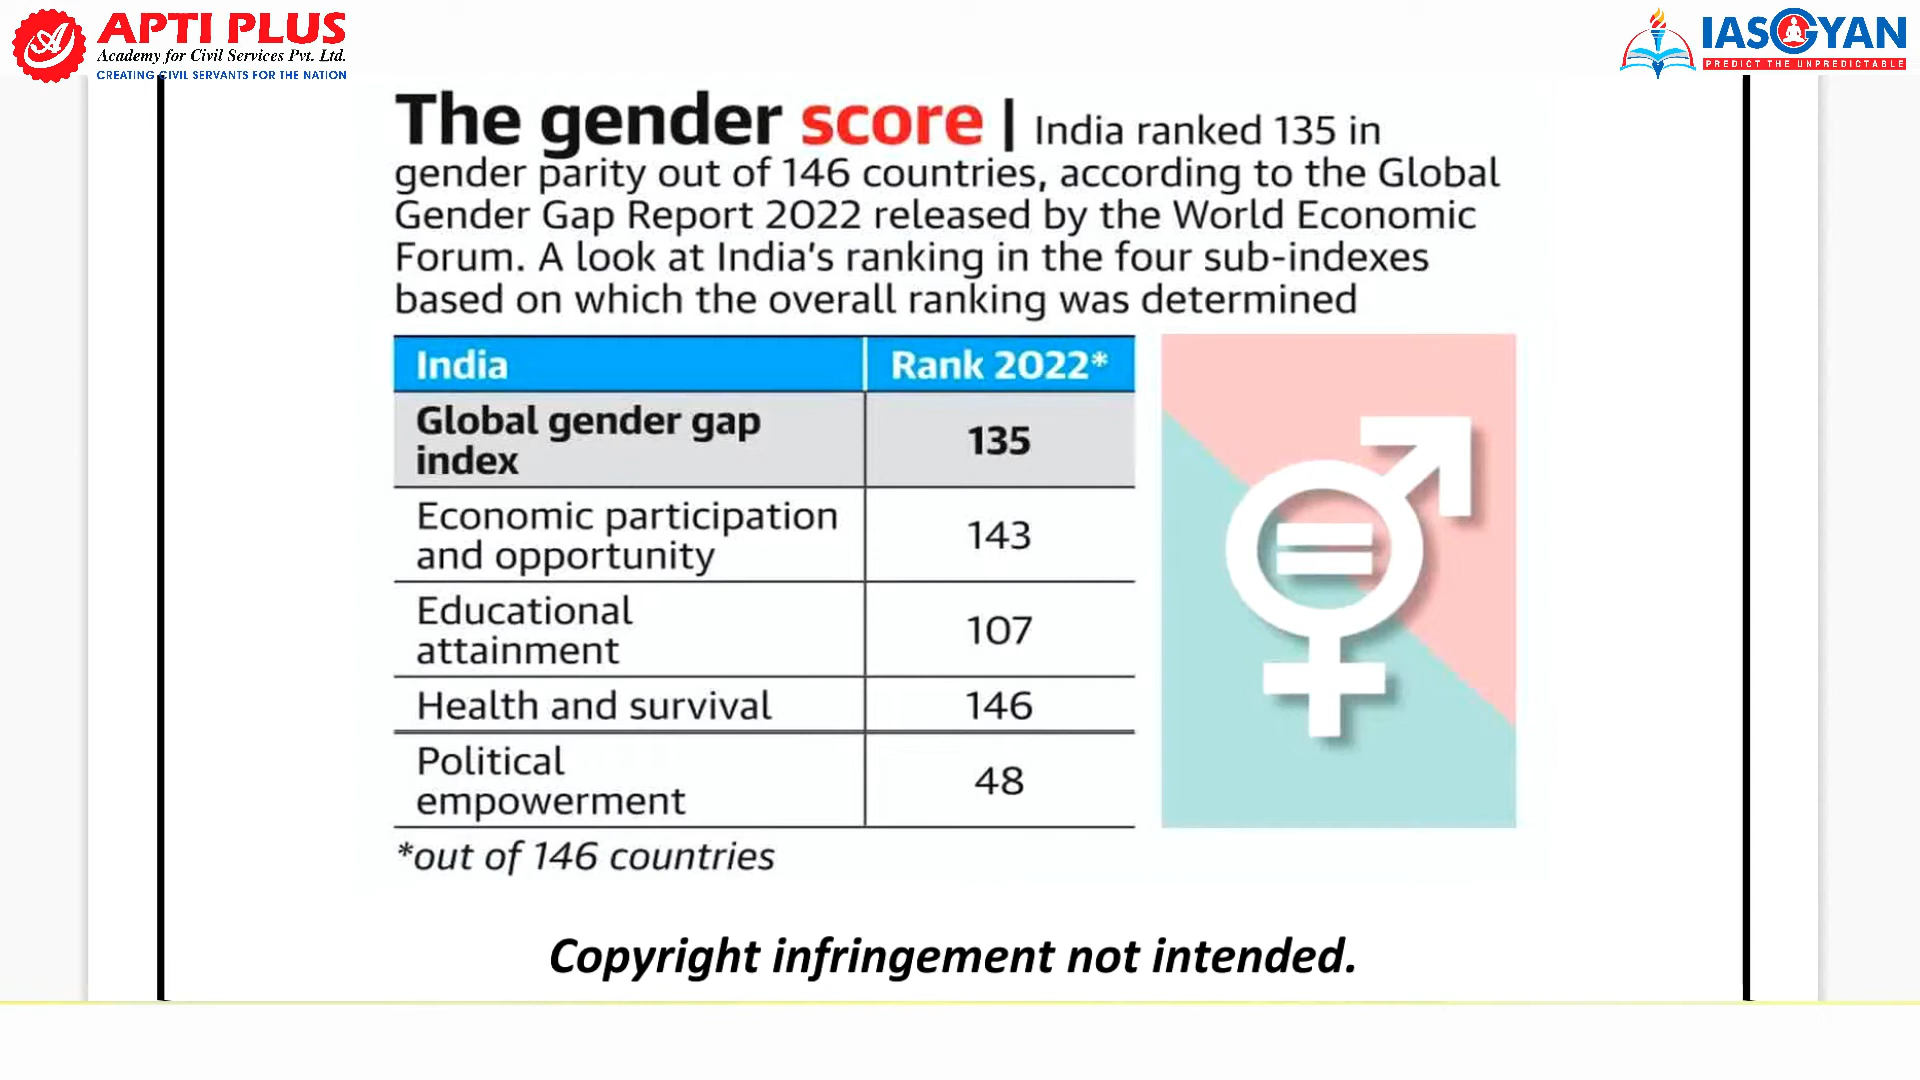 APTI PLUS
Academy for Civil Services Pvt. Ltd.
CREATING CIVIL SERVANTS FOR THE NATION
IASGYAN
PREDICT THE UNPREDICTABLE
The gender score | India ranked 135 in
gender parity out of 146 countries, according to the Global
Gender Gap Report 2022 released by the World Economic
Forum. A look at India's ranking in the four sub-indexes
based on which the overall ranking was determined
India Rank 2022*
Global gender gap
index 135
Economic participation
and opportunity 143
Educational
attainment 107
Health and survival 146
Political
empowerment 48
*out of 146 countries
Copyright infringement not intended.